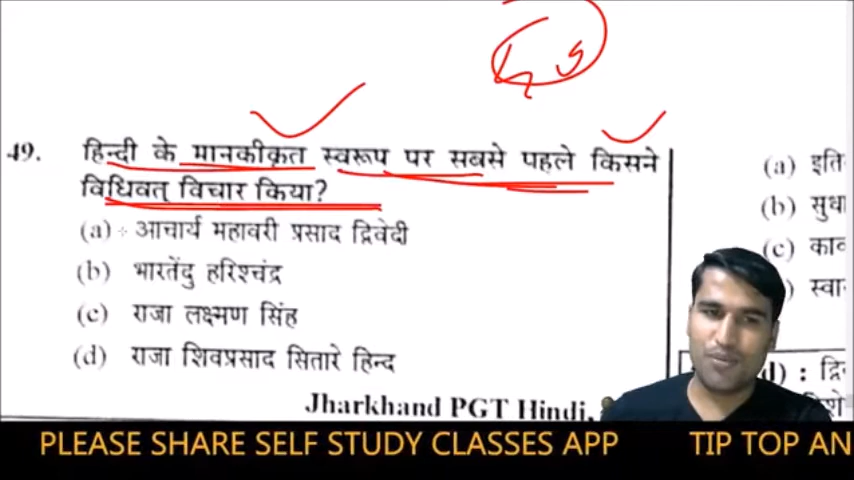 49. हिन्दी के मानकीकृत स्वरूप पर सबसे पहले किसने
विधिवत् विचार किया?
(a) आचार्य महावरी प्रसाद द्विवेदी
(b) भारतेंदु हरिश्चंद्र
(c) राजा लक्ष्मण सिंह
(d) राजा शिवप्रसाद सितारे हिन्द
Jharkhand PGT Hindi,
(a) इति
(b) सुधा
(c) काव
) स्वा
d) : द्वि
PLEASE SHARE SELF STUDY CLASSES APP TIP TOP AN